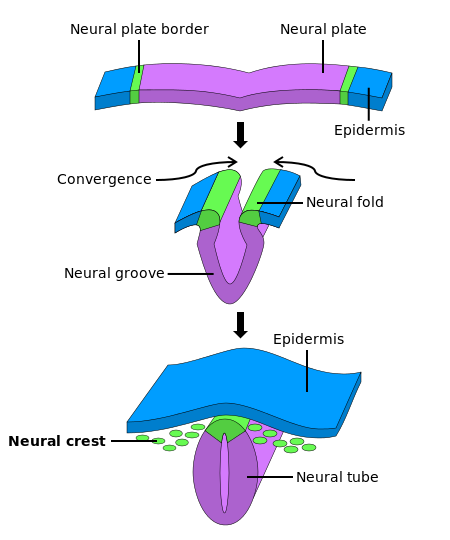 Neural plate border
Neural plate
Epidermis
Convergence
Neural fold
Neural groove
Epidermis
Neural crest
Neural tube